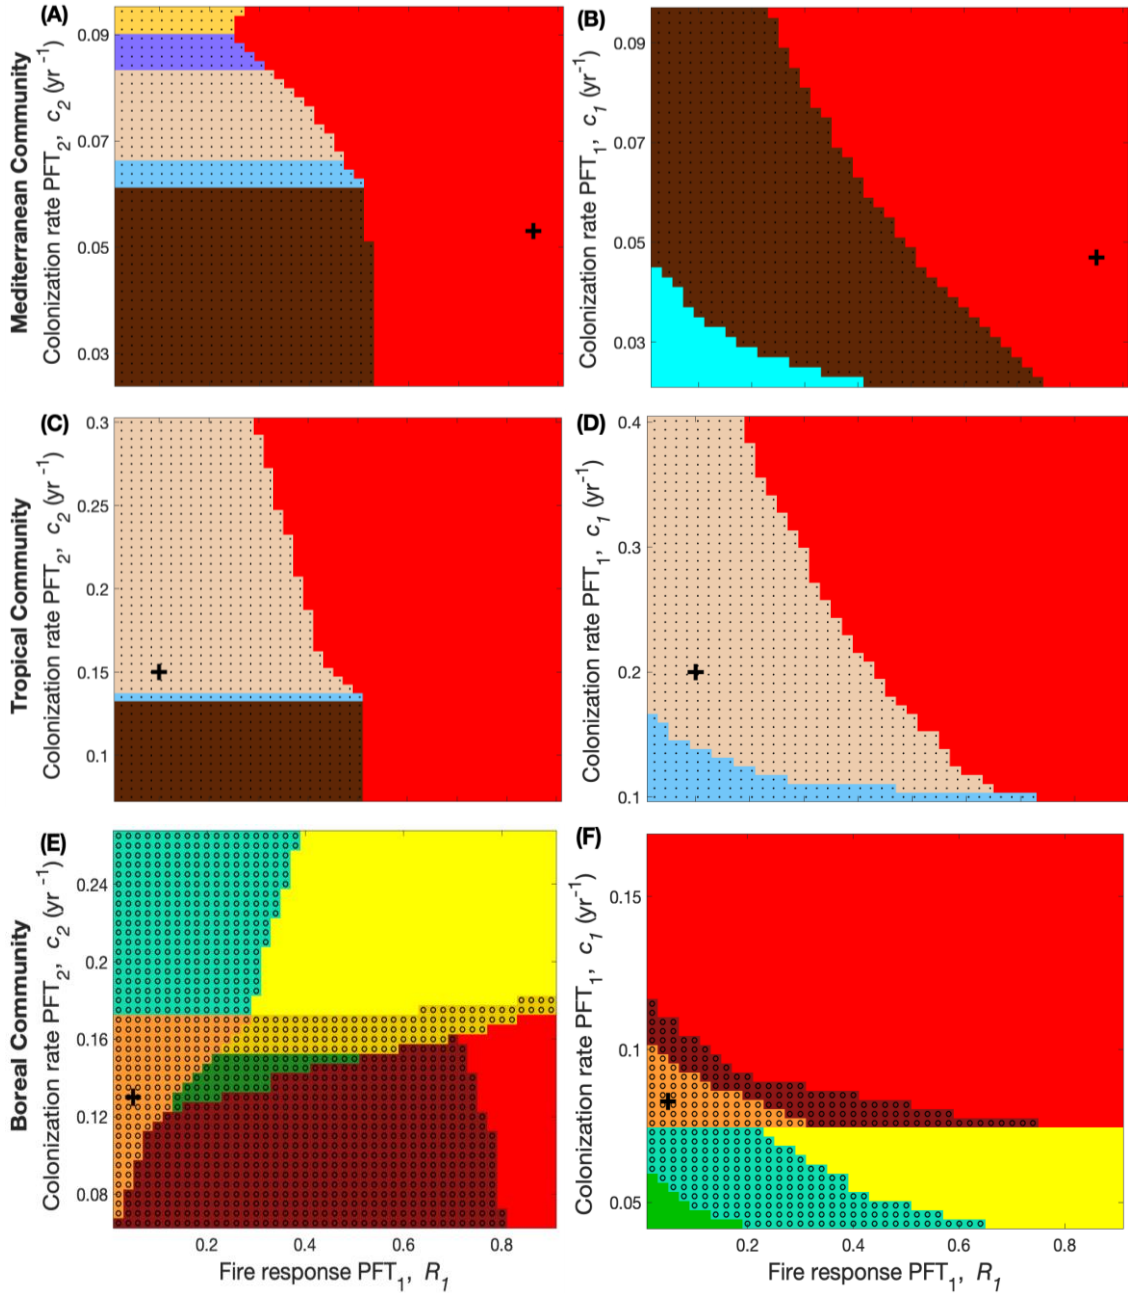 (A)
Mediterranean Community
Colonization rate PFT2, c2 (yr-1)
0.09
0.07
0.05
0.03
(B)
Colonization rate PFT1, c1 (yr-1)
0.09
0.07
0.05
0.03
(C)
Tropical Community
Colonization rate PFT2, c2 (yr-1)
0.3
0.25
0.2
0.15
0.1
(D)
Colonization rate PFT1, c1 (yr-1)
0.4
0.3
0.2
0.1
(E)
Boreal Community
Colonization rate PFT2, c2 (yr-1)
0.24
0.2
0.16
0.12
0.08
0.2 0.4 0.6 0.8
Fire response PFT1, R1
(F)
Colonization rate PFT1, c1 (yr-1)
0.15
0.1
0.05
0.2 0.4 0.6 0.8
Fire response PFT1, R1